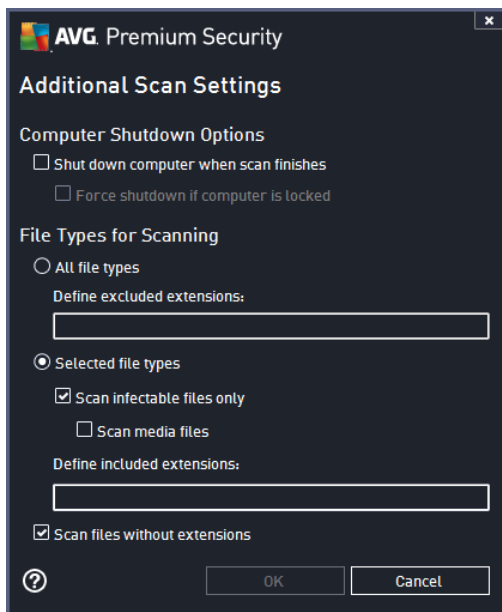 AVG. Premium Security
Additional Scan Settings
Computer Shutdown Options
Shut down computer when scan finishes
Force shutdown if computer is locked
File Types for Scanning
All file types
Define excluded extensions:
Selected file types
Scan infectable files only
Scan media files
Define included extensions:
Scan files without extensions
? OK Cancel